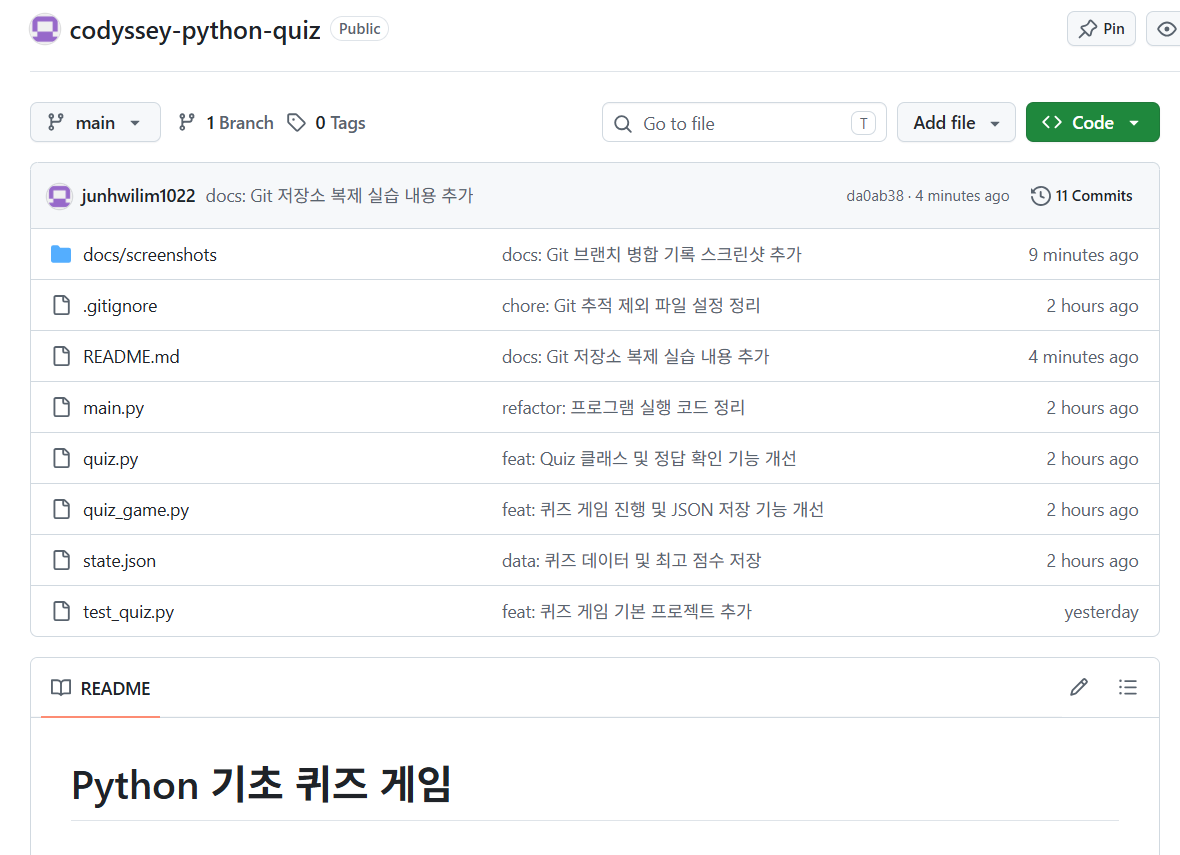 codyssey-python-quiz Public Pin
main 1 Branch 0 Tags Go to file T Add file Code
junhwilim1022 docs: Git 저장소 복제 실습 내용 추가 da0ab38 · 4 minutes ago 11 Commits
docs/screenshots docs: Git 브랜치 병합 기록 스크린샷 추가 9 minutes ago
.gitignore chore: Git 추적 제외 파일 설정 정리 2 hours ago
README.md docs: Git 저장소 복제 실습 내용 추가 4 minutes ago
main.py refactor: 프로그램 실행 코드 정리 2 hours ago
quiz.py feat: Quiz 클래스 및 정답 확인 기능 개선 2 hours ago
quiz_game.py feat: 퀴즈 게임 진행 및 JSON 저장 기능 개선 2 hours ago
state.json data: 퀴즈 데이터 및 최고 점수 저장 2 hours ago
test_quiz.py feat: 퀴즈 게임 기본 프로젝트 추가 yesterday
README
Python 기초 퀴즈 게임